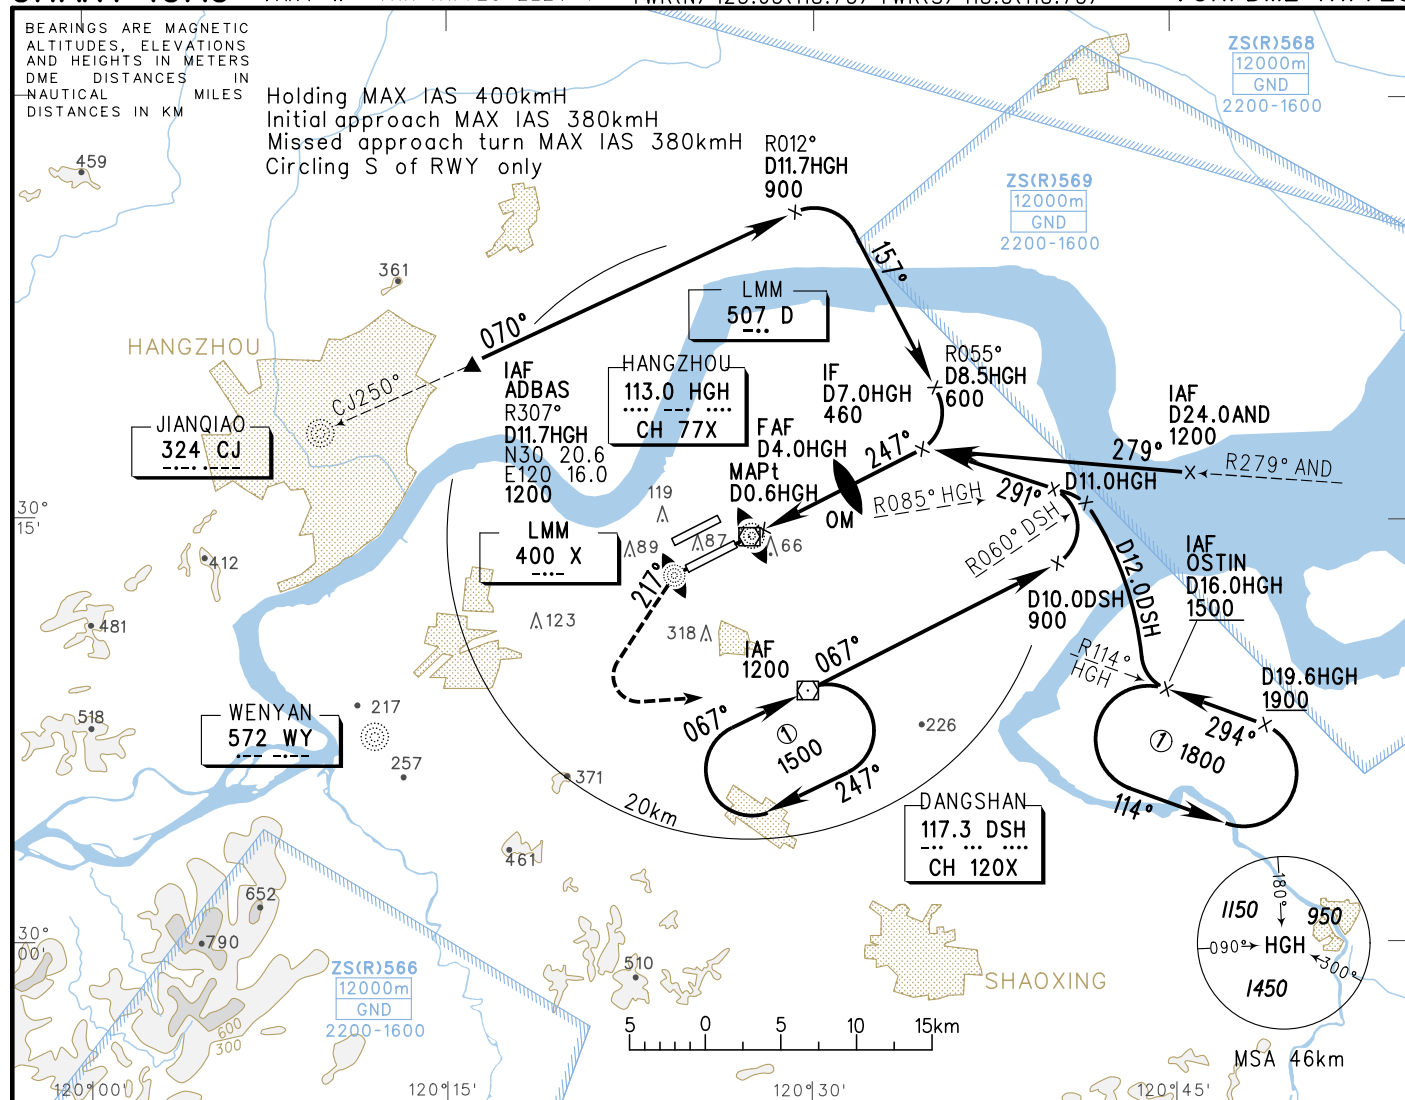 BEARINGS ARE MAGNETIC
ALTITUDES, ELEVATIONS
AND HEIGHTS IN METERS
DME DISTANCES IN
NAUTICAL MILES
DISTANCES IN KM
Holding MAX IAS 400kmH
Initial approach MAX IAS 380kmH
Missed approach turn MAX IAS 380kmH
Circling S of RWY only
ZS(R)568
12000m
GND
2200-1600
R012°
D11.7HGH
900
459
ZS(R)569
12000m
GND
2200-1600
157°
361
LMM
507 D
070°
HANGZHOU
IAF
ADBAS
R307°
D11.7HGH
N30 20.6
E120 16.0
1200
HANGZHOU
113.0 HGH
CH 77X
IF
D7.0HGH
460
R055°
D8.5HGH
600
CJ250°
JIANQIAO
324 CJ
FAF
D4.0HGH
247°
IAF
D24.0AND
1200
279°
R279° AND
MAPt
D0.6HGH
OM
R085° HGH
291°
D11.0HGH
30°
15'
119
LMM
400 X
89
87
66
R060° DSH
D12.0DSH
412
217°
IAF
OSTIN
D16.0HGH
1500
D10.0DSH
900
481
123
318
IAF
1200
067°
R114°
HGH
D19.6HGH
1900
WENYAN
572 WY
217
518
067°
1
1500
247°
226
294°
1
1800
114°
257
371
20km
DANGSHAN
117.3 DSH
CH 120X
461
652
790
30°
00'
180°
1150
950
090°
HGH
300°
1450
MSA 46km
ZS(R)566
12000m
GND
2200-1600
510
SHAOXING
600
300
5 0 5 10 15km
120°00'
120°15'
120°30'
120°45'